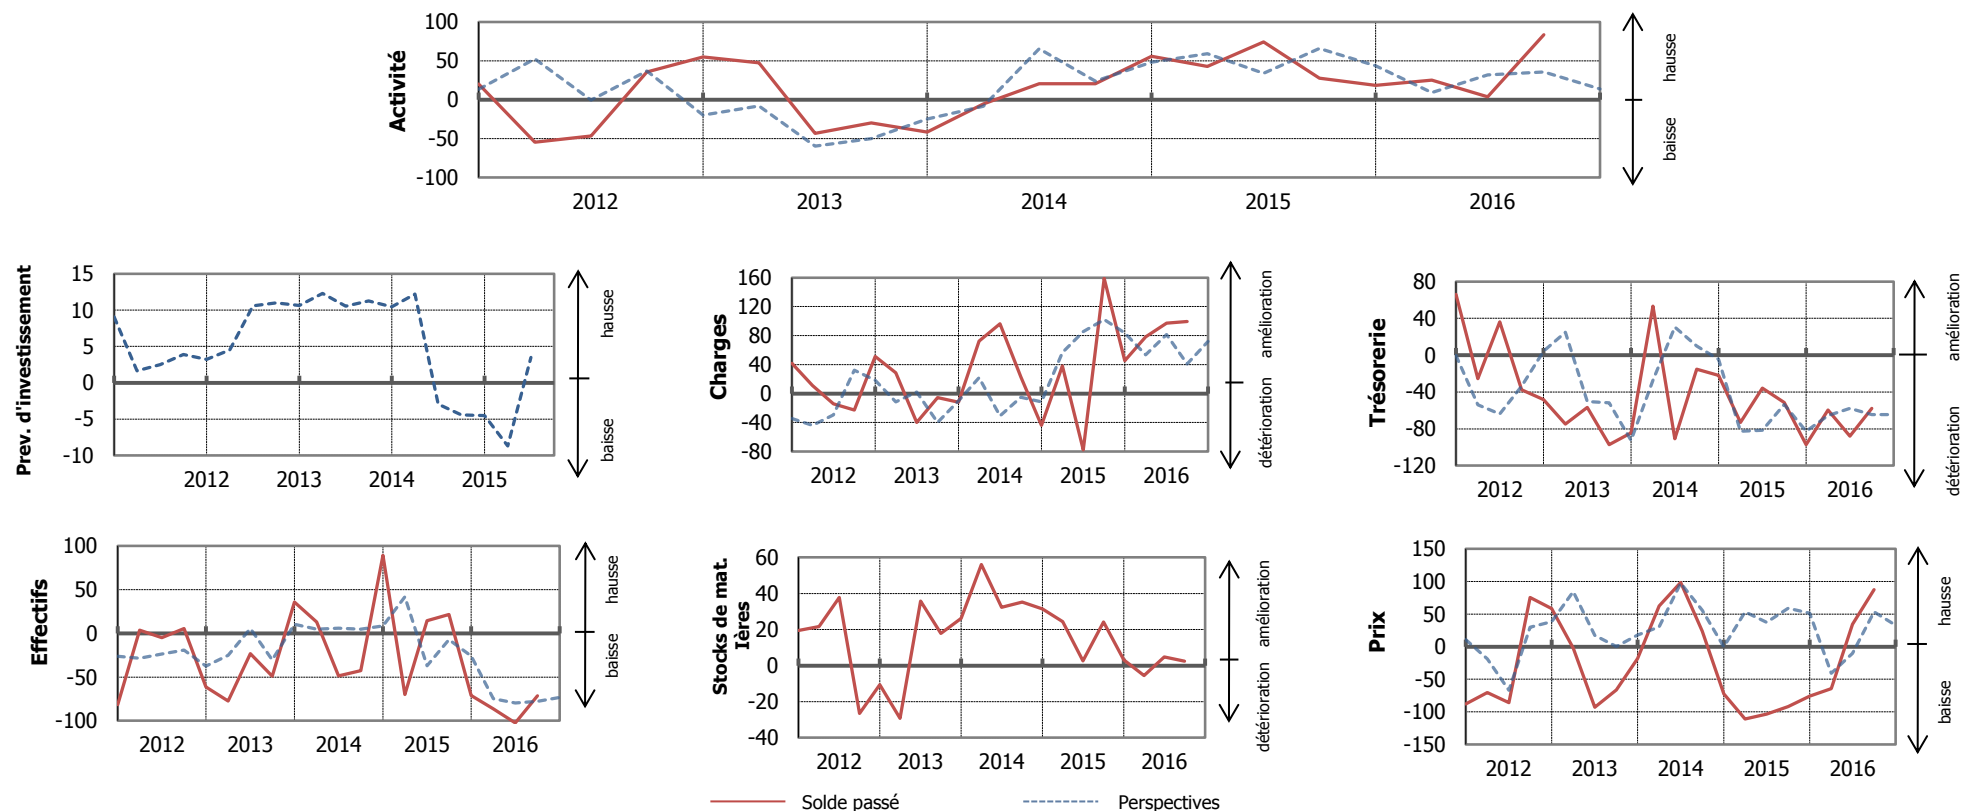 Activité
100
50
0
-50
-100
2012 2013 2014 2015 2016
hausse
baisse
Prev. d'investissement
15
10
5
0
-5
-10
2012 2013 2014 2015
hausse
baisse
Charges
160
120
80
40
0
-40
-80
2012 2013 2014 2015 2016
amélioration
détérioration
Trésorerie
80
40
0
-40
-80
-120
2012 2013 2014 2015 2016
amélioration
détérioration
Effectifs
100
50
0
-50
-100
2012 2013 2014 2015 2016
hausse
baisse
Stocks de mat.
Ières
60
40
20
0
-20
-40
2012 2013 2014 2015 2016
amélioration
détérioration
Prix
150
100
50
0
-50
-100
-150
2012 2013 2014 2015 2016
hausse
baisse
Solde passé Perspectives